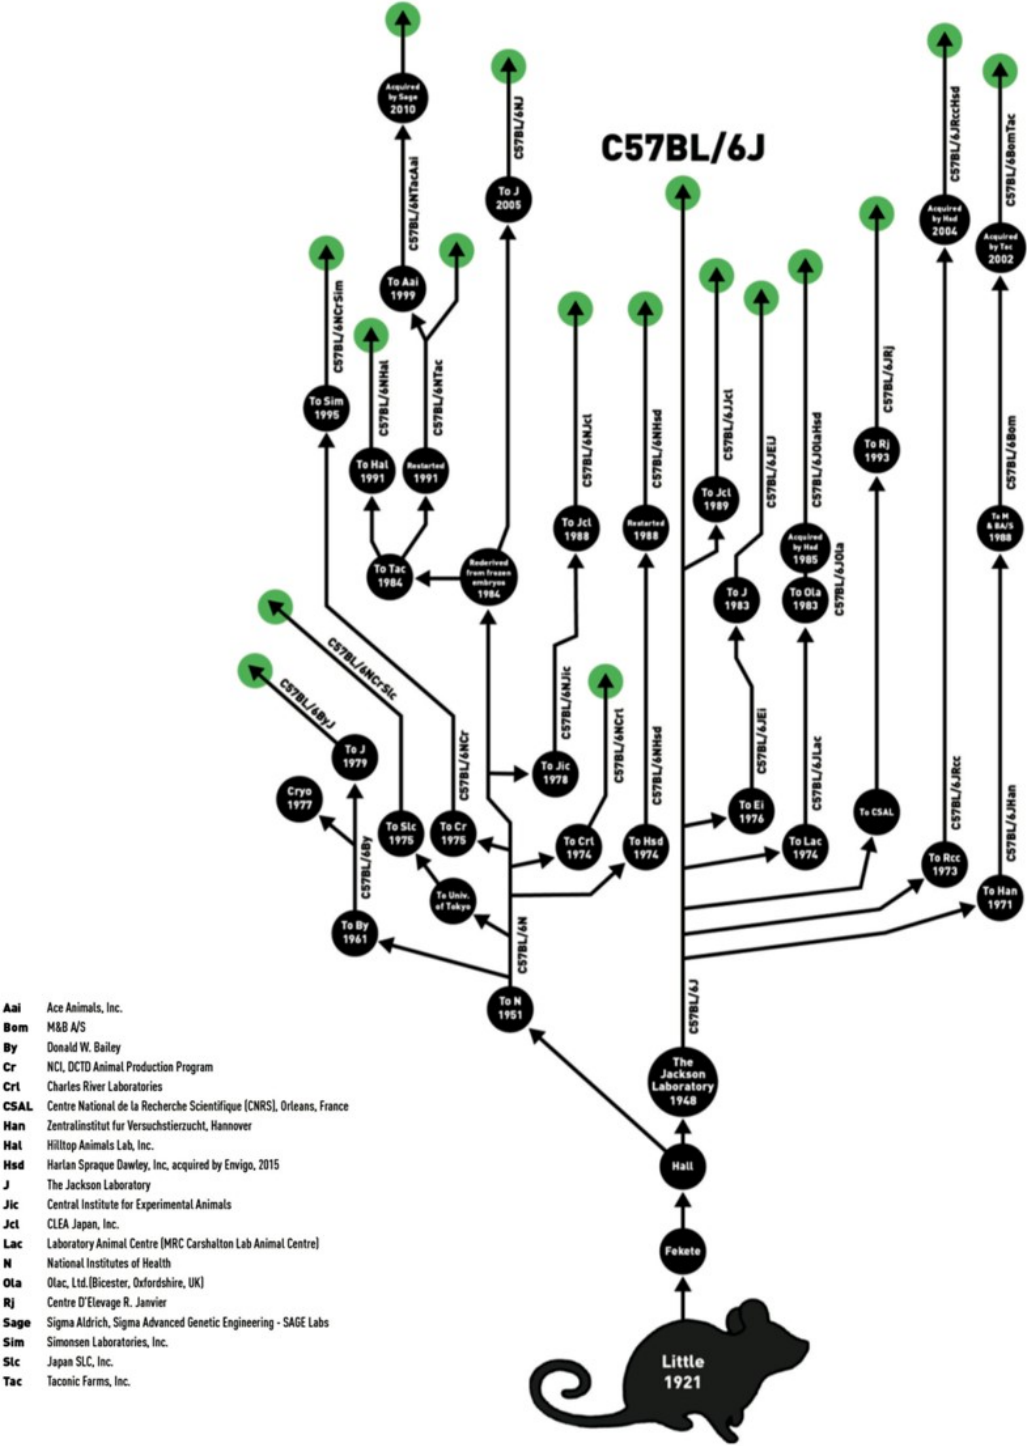 Acquired
by Sage
2010
C57BL/6NTacAai
To Aai
1999
C57BL/6NJ
To J
2005
C57BL/6J
C57BL/6JRccHsd
Acquired
by Hsd
2004
C57BL/6BomTac
Acquired
by Tac
2002
C57BL/6NCrSim
To Sim
1995
C57BL/6NHal
To Hal
1991
C57BL/6NTac
Restarted
1991
To Tac
1984
Rederived
from frozen
embryos
1984
C57BL/6NJcl
To Jcl
1988
C57BL/6NHsd
Restarted
1988
C57BL/6JJcl
To Jcl
1989
C57BL/6JEiJ
To J
1983
C57BL/6JOlaHsd
Acquired
by Hsd
1985
To Ola
1983
C57BL/6JOla
C57BL/6JRj
To Rj
1993
C57BL/6Bom
To M
& BA/S
1988
C57BL/6NCrSlc
C57BL/6ByJ
To J
1979
Cryo
1977
C57BL/6By
To By
1961
To Slc
1975
C57BL/6NCr
To Cr
1975
To Univ.
of Tokyo
C57BL/6NJic
To Jic
1978
C57BL/6NCrl
To Crl
1974
C57BL/6NHsd
To Hsd
1974
C57BL/6JEi
To Ei
1976
C57BL/6JLac
To Lac
1974
To CSAL
C57BL/6JRcc
To Rcc
1973
C57BL/6JHan
To Han
1971
C57BL/6N
To N
1951
C57BL/6J
The
Jackson
Laboratory
1948
Hall
Fekete
Little
1921
Aai Ace Animals, Inc.
Bom M&B A/S
By Donald W. Bailey
Cr NCI, DCTD Animal Production Program
Crl Charles River Laboratories
CSAL Centre National de la Recherche Scientifique (CNRS), Orleans, France
Han Zentralinstitut fur Versuchstierzucht, Hannover
Hal Hilltop Animals Lab, Inc.
Hsd Harlan Spraque Dawley, Inc, acquired by Envigo, 2015
J The Jackson Laboratory
Jic Central Institute for Experimental Animals
Jcl CLEA Japan, Inc.
Lac Laboratory Animal Centre (MRC Carshalton Lab Animal Centre)
N National Institutes of Health
Ola Olac, Ltd.(Bicester, Oxfordshire, UK)
Rj Centre D'Elevage R. Janvier
Sage Sigma Aldrich, Sigma Advanced Genetic Engineering - SAGE Labs
Sim Simonsen Laboratories, Inc.
Slc Japan SLC, Inc.
Tac Taconic Farms, Inc.